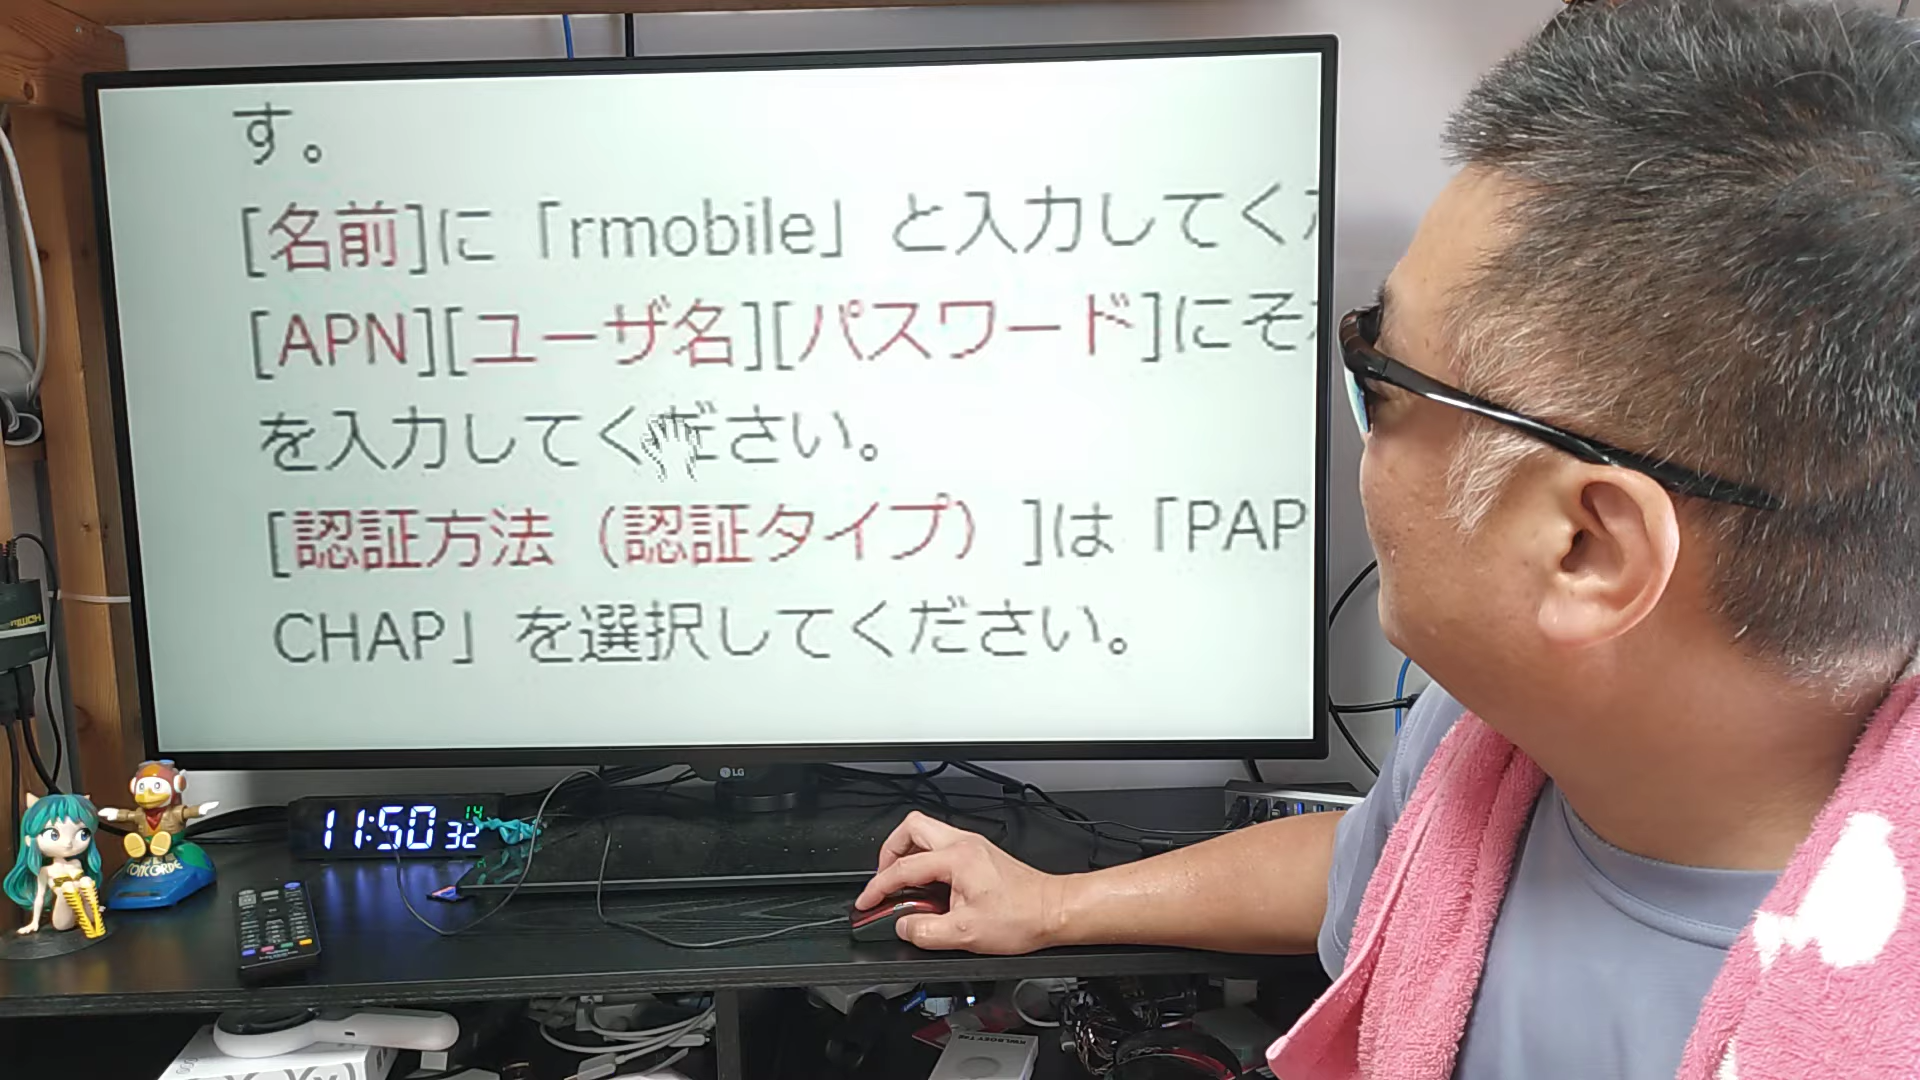 す。
[名前]に「rmobile」と入力してく
[APN][ユーザ名][パスワード]にそ
を入力してください。
[認証方法（認証タイプ）]は「PAP
CHAP」を選択してください。
LG
11:50 32
14
CONCORDE